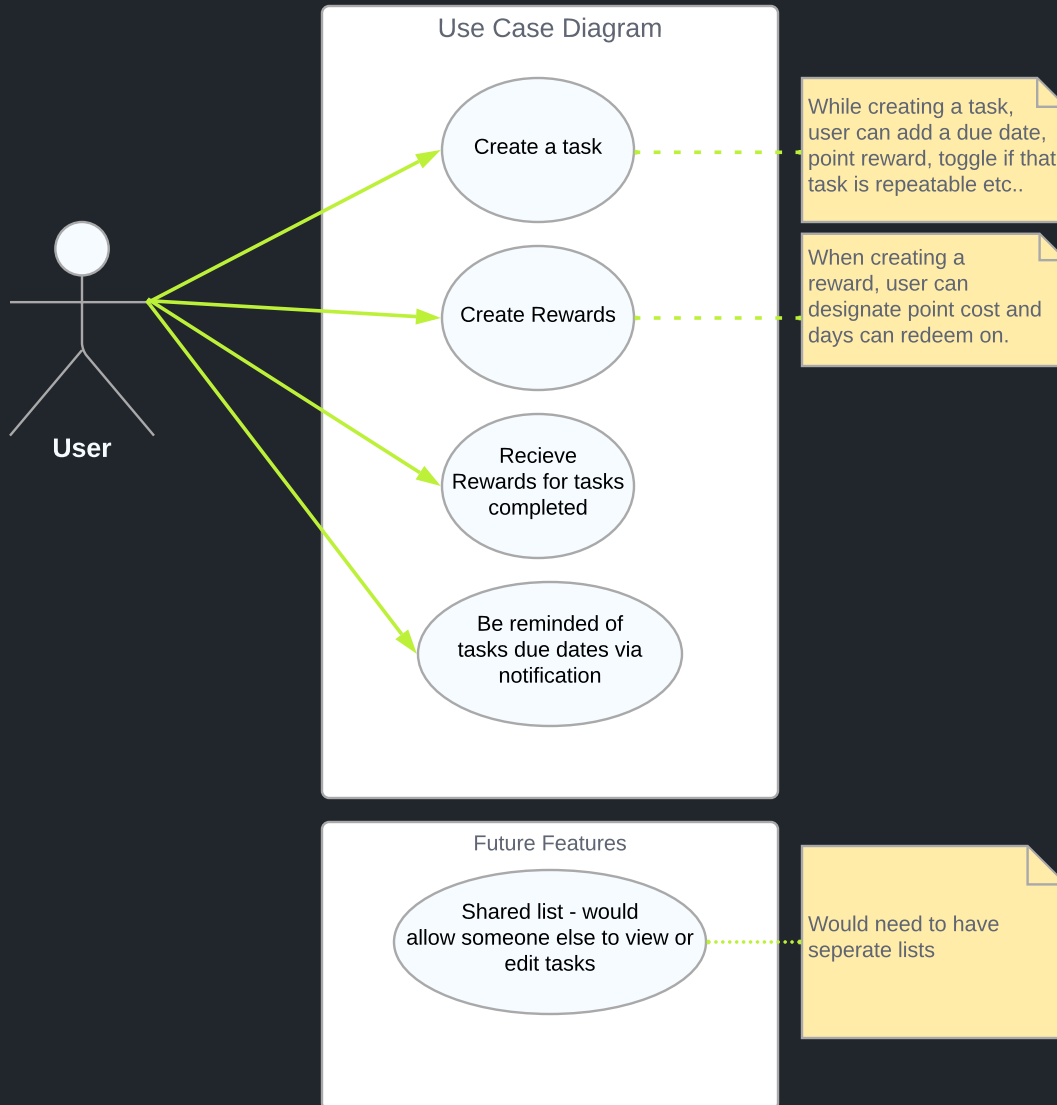 Use Case Diagram
Create a task
While creating a task,
user can add a due date,
point reward, toggle if that
task is repeatable etc..
Create Rewards
When creating a
reward, user can
designate point cost and
days can redeem on.
User
Recieve
Rewards for tasks
completed
Be reminded of
tasks due dates via
notification
Future Features
Shared list - would
allow someone else to view or
edit tasks
Would need to have
seperate lists